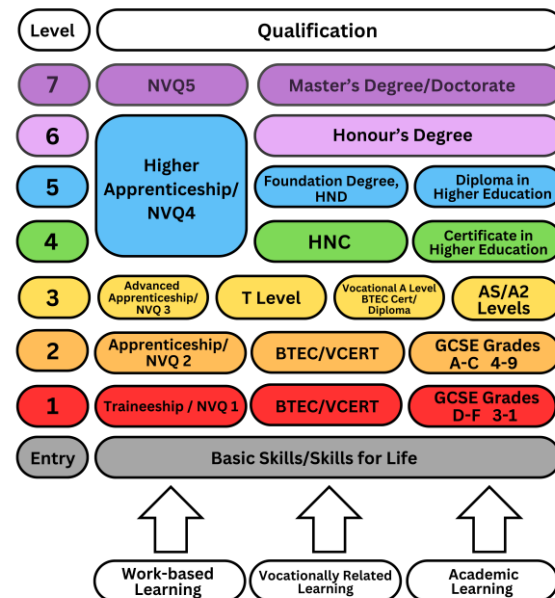 Level
Qualification
7
NVQ5
Master's Degree/Doctorate
6
Honour's Degree
Higher
Apprenticeship/
NVQ4
5
Foundation Degree,
HND
Diploma in
Higher Education
4
HNC
Certificate in
Higher Education
3
Advanced
Apprenticeship/
NVQ 3
T Level
Vocational A Level
BTEC Cert/
Diploma
AS/A2
Levels
2
Apprenticeship/
NVQ 2
BTEC/VCERT
GCSE Grades
A-C 4-9
1
Traineeship / NVQ 1
BTEC/VCERT
GCSE Grades
D-F 3-1
Entry
Basic Skills/Skills for Life
Work-based
Learning
Vocationally Related
Learning
Academic
Learning